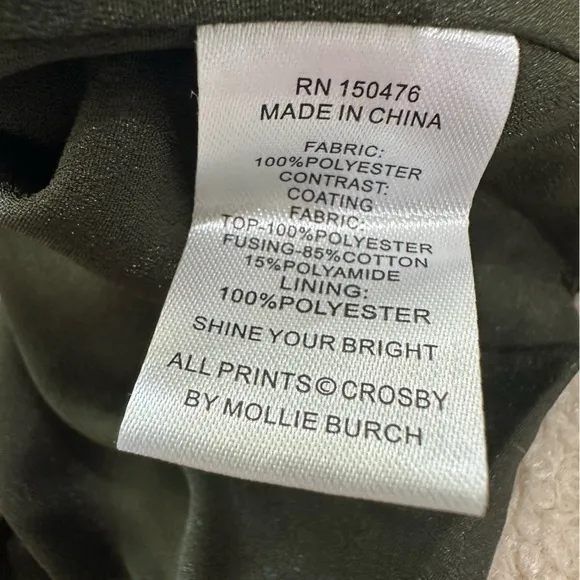 RN 150476
MADE IN CHINA
FABRIC:
100%POLYESTER
CONTRAST:
COATING
FABRIC:
TOP-100%POLYESTER
FUSING-85%COTTON
15%POLYAMIDE
LINING:
100%POLYESTER
SHINE YOUR BRIGHT
ALL PRINTS©CROSBY
BY MOLLIE BURCH